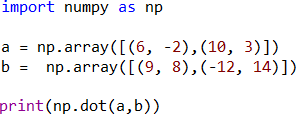 import numpy as np
a = np.array([(6, -2),(10, 3)])
b =  np.array([(9, 8),(-12, 14)])
print(np.dot(a,b))